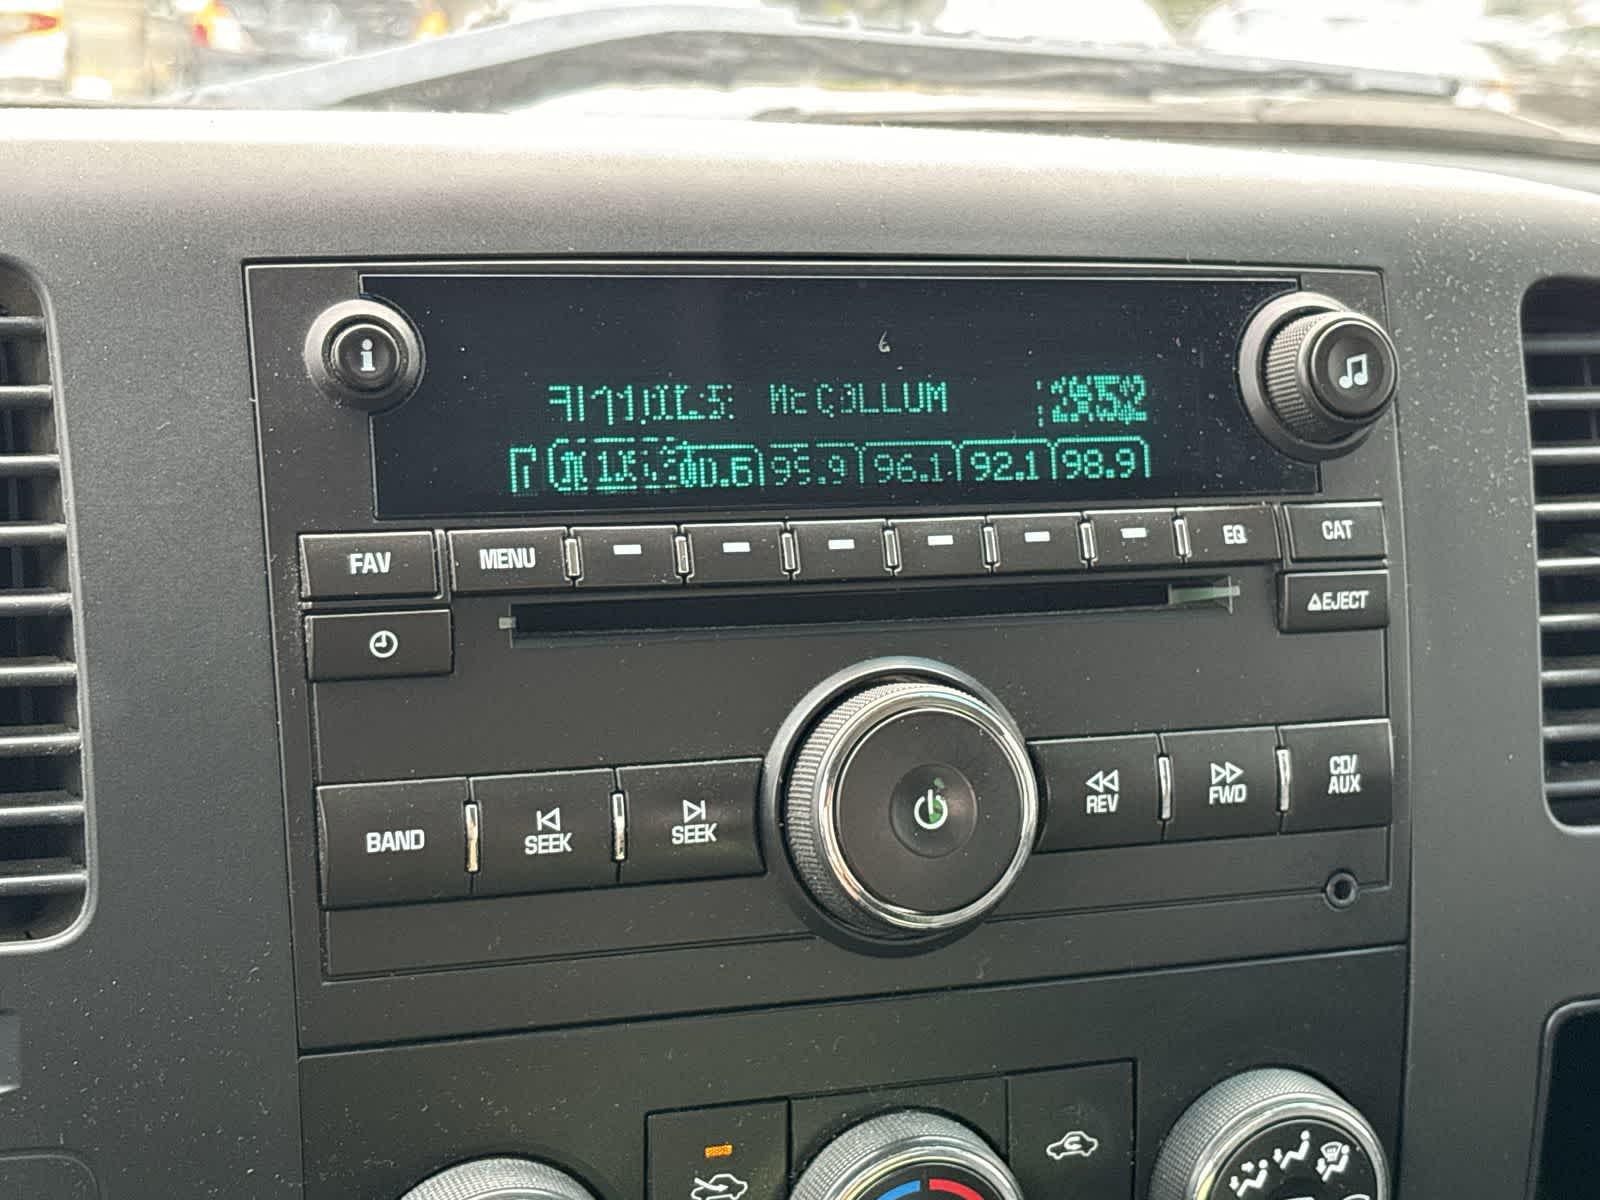 McCOLLUM
99.9 96.1 92.1 98.9
FAV MENU EQ CAT
EJECT
BAND SEEK SEEK REV FWD CD/
AUX